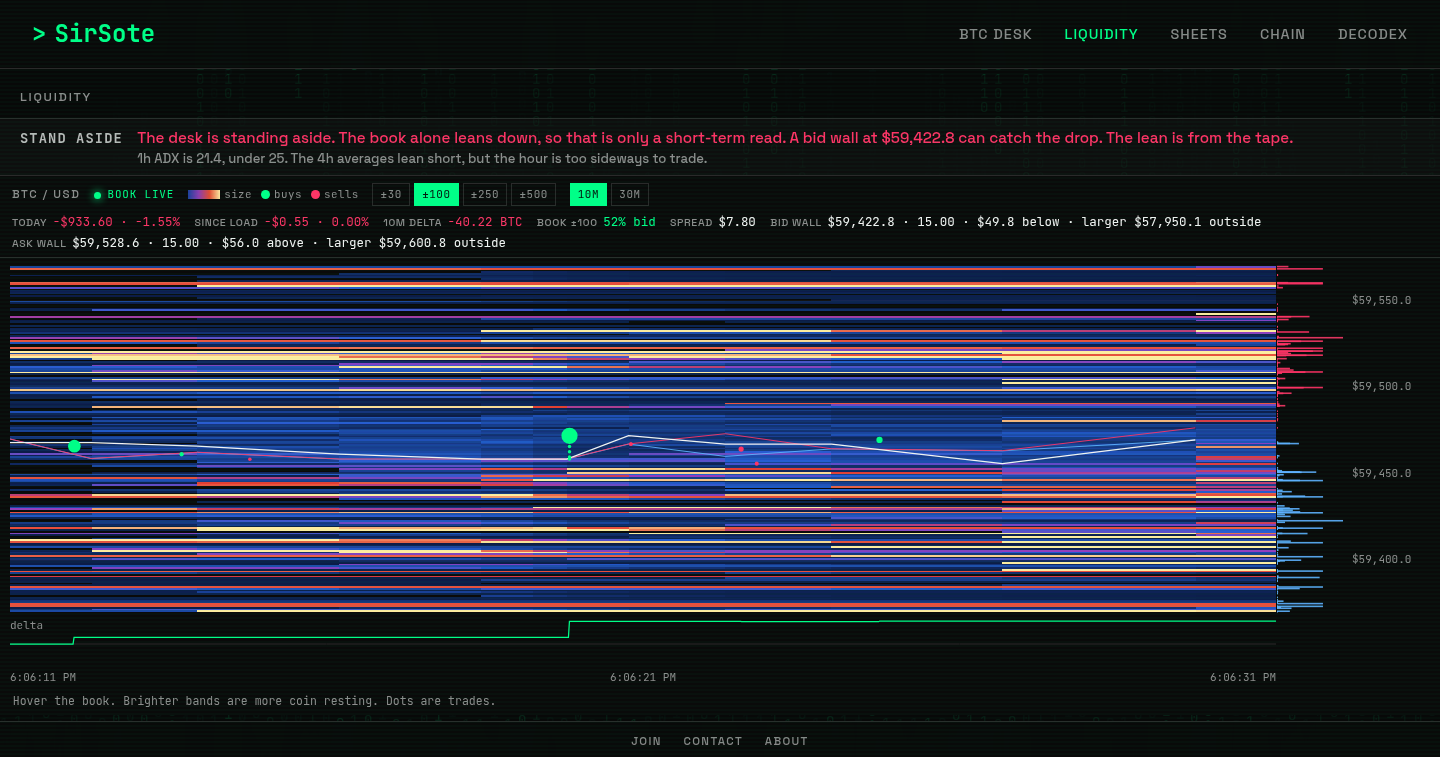 > SirSote
BTC DESK LIQUIDITY SHEETS CHAIN DECODEX
LIQUIDITY
STAND ASIDE The desk is standing aside. The book alone leans down, so that is only a short-term read. A bid wall at $59,422.8 can catch the drop. The lean is from the tape.
1h ADX is 21.4, under 25. The 4h averages lean short, but the hour is too sideways to trade.
BTC / USD BOOK LIVE size buys sells ±30 ±100 ±250 ±500 10M 30M
TODAY -$933.60 · -1.55% SINCE LOAD -$0.55 · 0.00% 10M DELTA -40.22 BTC BOOK ±100 52% bid SPREAD $7.80 BID WALL $59,422.8 · 15.00 · $49.8 below · larger $57,950.1 outside
ASK WALL $59,528.6 · 15.00 · $56.0 above · larger $59,600.8 outside
$59,550.0
$59,500.0
$59,450.0
$59,400.0
delta
6:06:11 PM 6:06:21 PM 6:06:31 PM
Hover the book. Brighter bands are more coin resting. Dots are trades.
JOIN CONTACT ABOUT